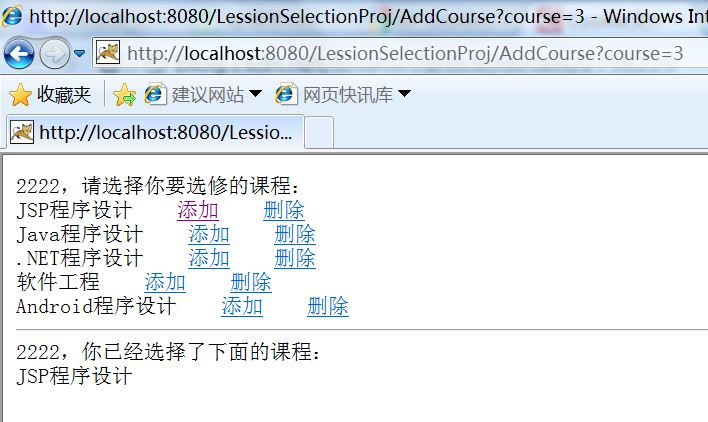 http://localhost:8080/LessionSelectionProj/AddCourse?course=3 - Windows Int
http://localhost:8080/LessionSelectionProj/AddCourse?course=3
收藏夹 建议网站 网页快讯库
http://localhost:8080/Lessio...
2222，请选择你要选修的课程：
JSP程序设计 添加 删除
Java程序设计 添加 删除
.NET程序设计 添加 删除
软件工程 添加 删除
Android程序设计 添加 删除
2222，你已经选择了下面的课程：
JSP程序设计